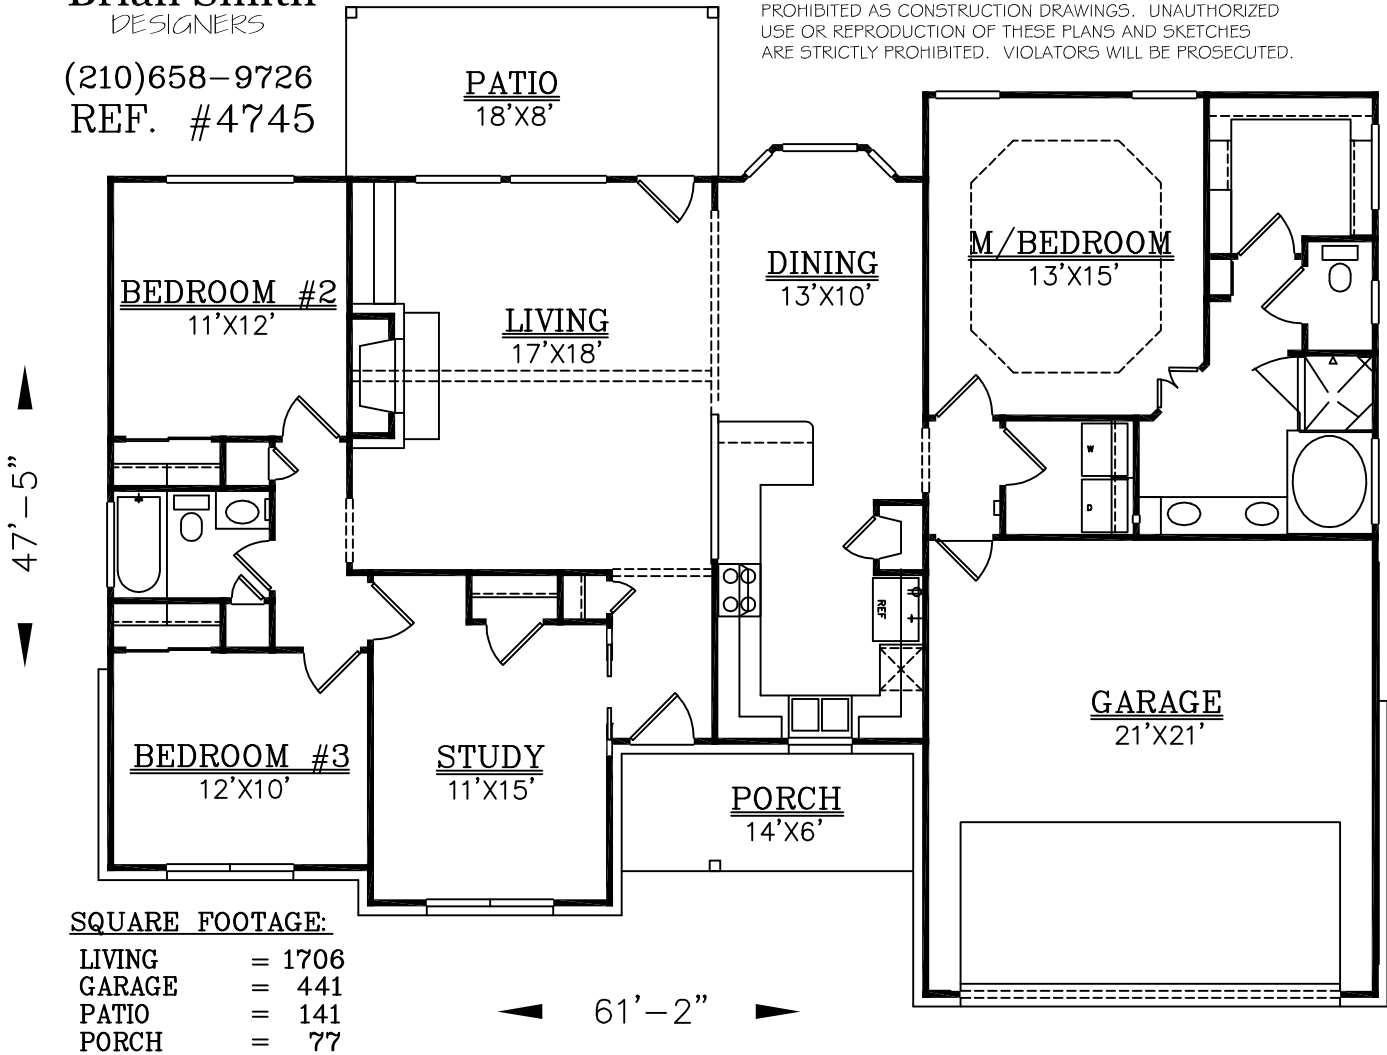 Brian Smith
DESIGNERS
(210)658-9726
REF. #4745
PROHIBITED AS CONSTRUCTION DRAWINGS. UNAUTHORIZED
USE OR REPRODUCTION OF THESE PLANS AND SKETCHES
ARE STRICTLY PROHIBITED. VIOLATORS WILL BE PROSECUTED.
PATIO
18'X8'
M/BEDROOM
13'X15'
DINING
13'X10'
BEDROOM #2
11'X12'
LIVING
17'X18'
W
D
47'-5"
REF
GARAGE
21'X21'
BEDROOM #3
12'X10'
STUDY
11'X15'
PORCH
14'X6'
SQUARE FOOTAGE:
LIVING = 1706
GARAGE = 441
PATIO = 141
PORCH = 77
61'-2"